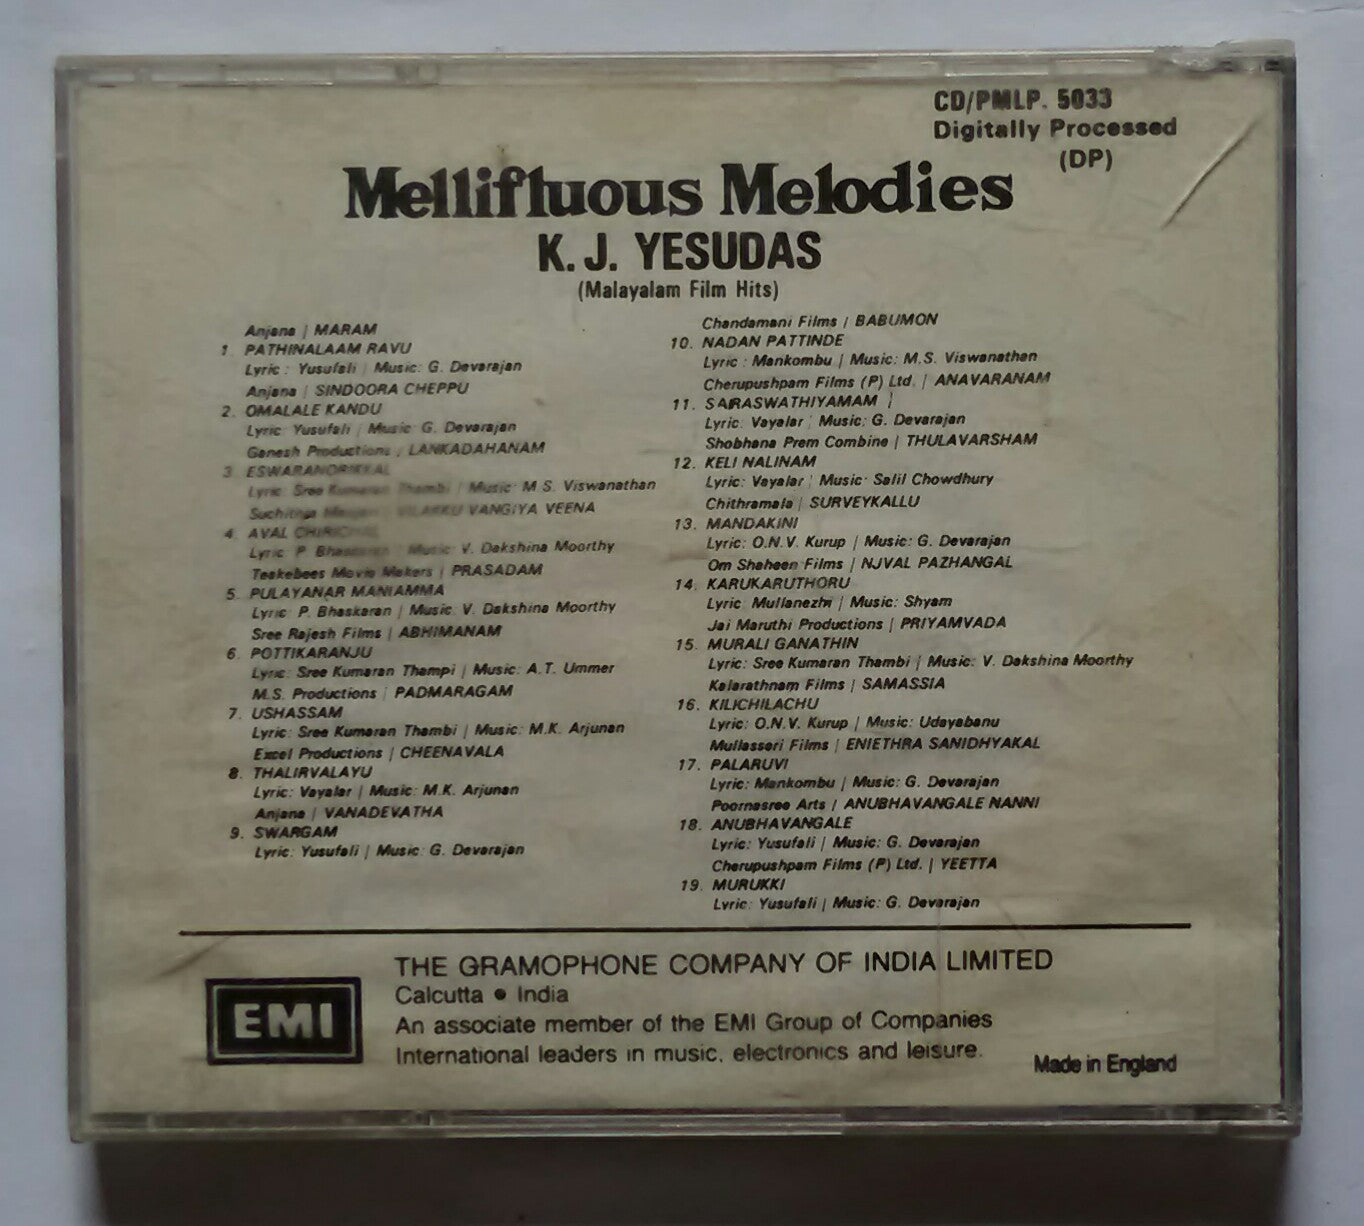 CD/PMLP. 5033
Digitally Processed
(DP)
Mellifluous Melodies
K. J. YESUDAS
(Malayalam Film Hits)
Anjana | MARAM
1 PATHINALAAM RAVU
Lyric : Yusufali | Music: G. Devarajan
Anjana | SINDOORA CHEPPU
2. OMALALE KANDU
Lyric: Yusufali | Music: G. Devarajan
Ganesh Productions | LANKADAHANAM
3 ESWARANORIKKAL
Lyric: Sree Kumaran Thambi | Music: M.S. Viswanathan
VILAKKU VANGIYA VEENA
4 AVAL
Lyric: P. Bhaskaran | Music: V. Dakshina Moorthy
Teakebees Movie Makers | PRASADAM
5. PULAYANAR MANIAMMA
Lyric: P. Bhaskaran | Music: V. Dakshina Moorthy
Sree Rajesh Films | ABHIMANAM
6. POTTIKARANJU
Lyric: Sree Kumaran Thampi | Music: A.T. Ummer
M.S. Productions | PADMARAGAM
7. USHASSAM
Lyric: Sree Kumaran Thambi | Music: M.K. Arjunan
Excel Productions | CHEENAVALA
8. THALIRVALAYU
Lyric: Vayalar | Music: M.K. Arjunan
Anjana | VANADEVATHA
9. SWARGAM
Lyric: Yusufali | Music: G. Devarajan
Chandamani Films | BABUMON
10. NADAN PATTINDE
Lyric : Mankombu | Music: M.S. Viswanathan
Cherupushpam Films (P) Ltd. | ANAVARANAM
11. SARASWATHIYAMAM
Lyric: Vayalar | Music: G. Devarajan
Shobhana Prem Combine | THULAVARSHAM
12. KELI NALINAM
Lyric: Vayalar | Music: Salil Chowdhury
Chithramala | SURVEYKALLU
13. MANDAKINI
Lyric: O.N.V. Kurup | Music: G. Devarajan
Om Shaheen Films | NJVAL PAZHANGAL
14. KARUKARUTHORU
Lyric: Mullanezhi | Music: Shyam
Jai Maruthi Productions | PRIYAMVADA
15. MURALI GANATHIN
Lyric: Sree Kumaran Thambi | Music: V. Dakshina Moorthy
Kalarathnam Films | SAMASSIA
16. KILICHILACHU
Lyric: O.N.V. Kurup | Music: Udayabanu
Mullasseri Films | ENIETHRA SANIDHYAKAL
17. PALARUVI
Lyric: Mankombu | Music: G. Devarajan
Poornasree Arts | ANUBHAVANGALE NANNI
18. ANUBHAVANGALE
Lyric: Yusufali | Music: G. Devarajan
Cherupushpam Films (P) Ltd. | YEETTA
19. MURUKKI
Lyric: Yusufali | Music: G. Devarajan
EMI
THE GRAMOPHONE COMPANY OF INDIA LIMITED
Calcutta • India
An associate member of the EMI Group of Companies
International leaders in music, electronics and leisure.
Made in England